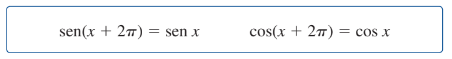 sen(x + 2π) = sen x cos(x + 2π) = cos x